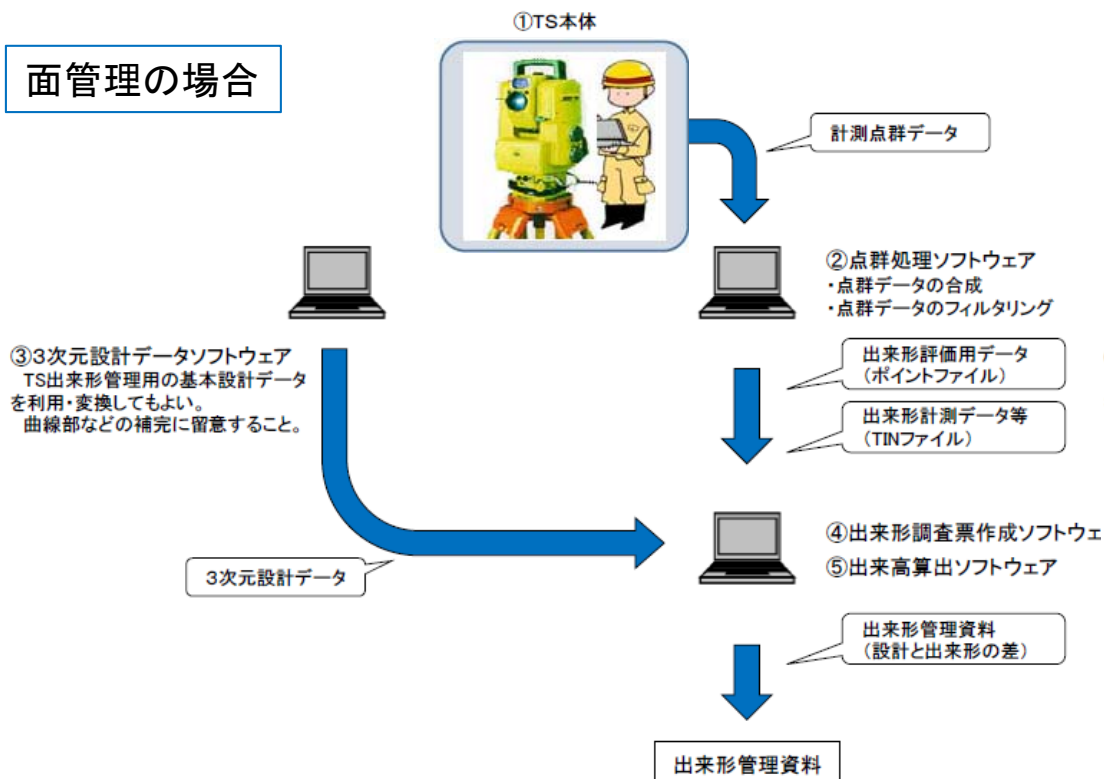 ①TS本体
面管理の場合
計測点群データ
②点群処理ソフトウェア
・点群データの合成
・点群データのフィルタリング
③3次元設計データソフトウェア
TS出来形管理用の基本設計データ
を利用・変換してもよい。
曲線部などの補完に留意すること。
出来形評価用データ
(ポイントファイル)
出来形計測データ等
(TINファイル)
④出来形調査票作成ソフトウェ
⑤出来高算出ソフトウェア
3次元設計データ
出来形管理資料
(設計と出来形の差)
出来形管理資料